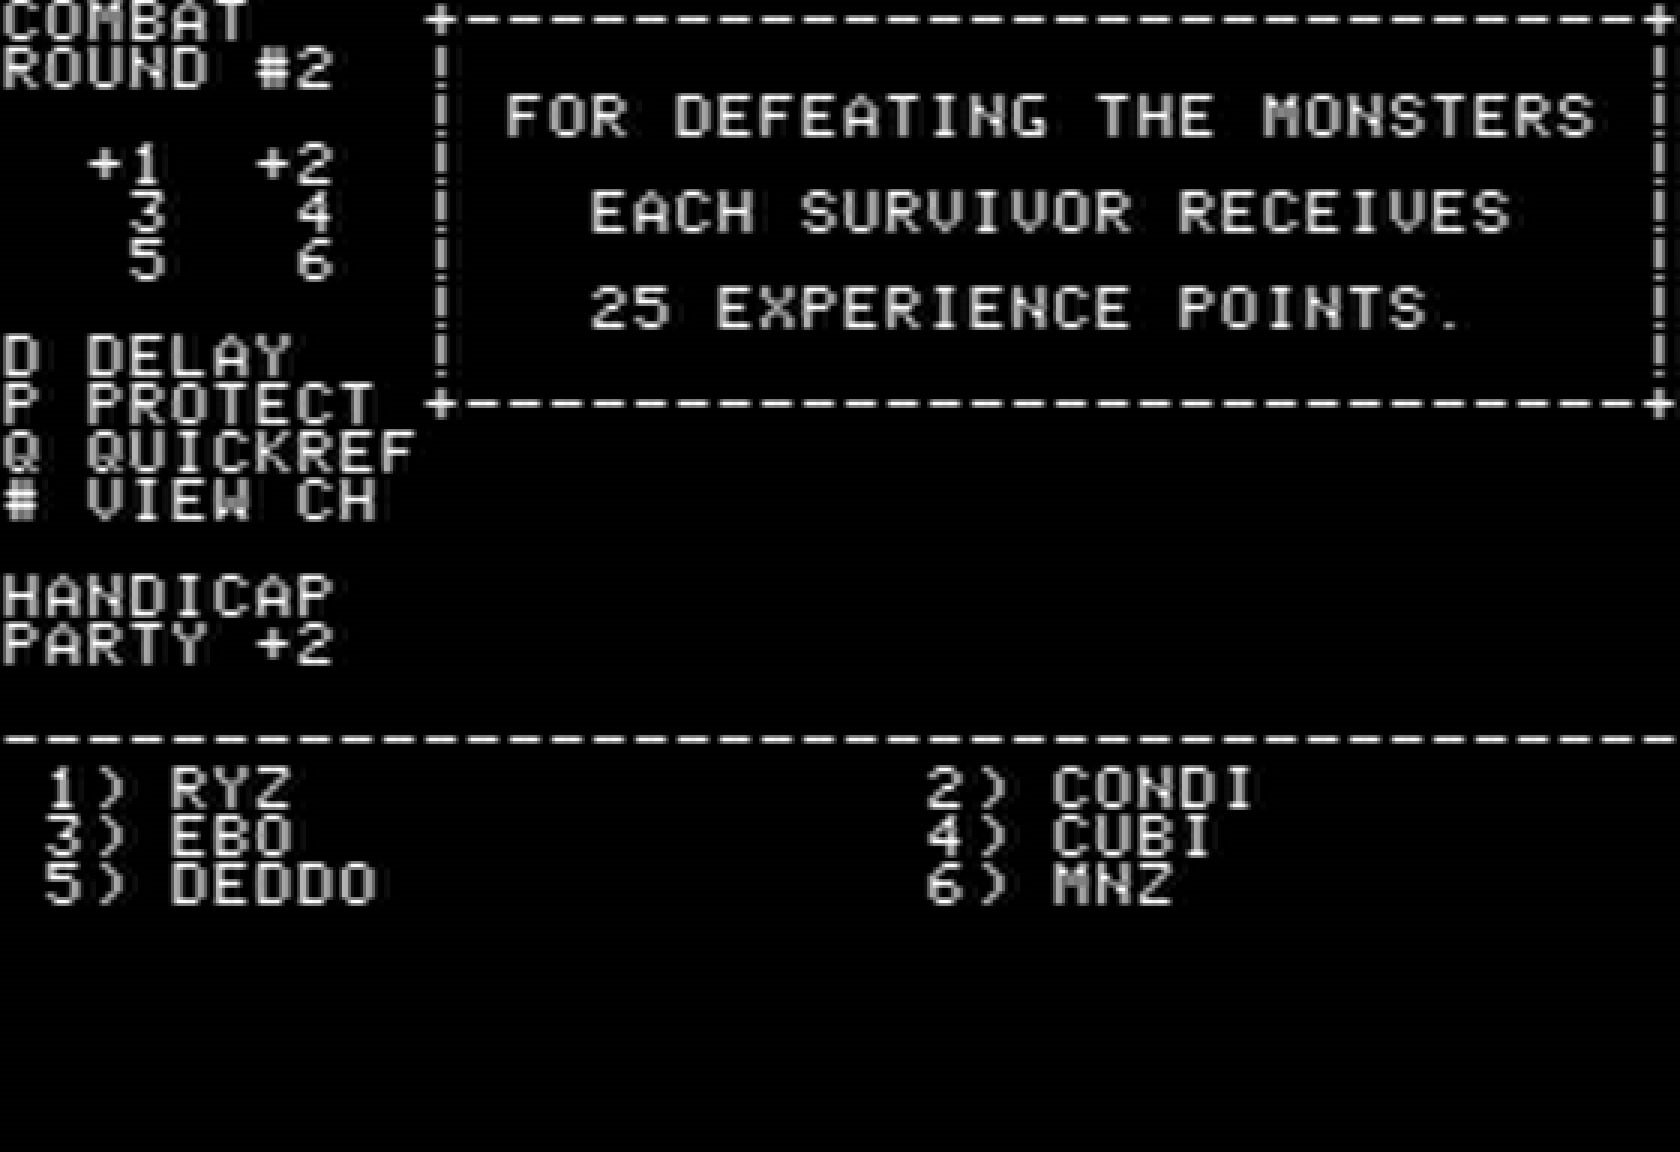 COMBAT
ROUND #2
+1 +2
3 4
5 6
D DELAY
P PROTECT
Q QUICKREF
# VIEW CH
HANDICAP
PARTY +2
FOR DEFEATING THE MONSTERS
EACH SURVIVOR RECEIVES
25 EXPERIENCE POINTS.
1) RYZ 2) CONDI
3) EBO 4) CUBI
5) DEDDO 6) MNZ